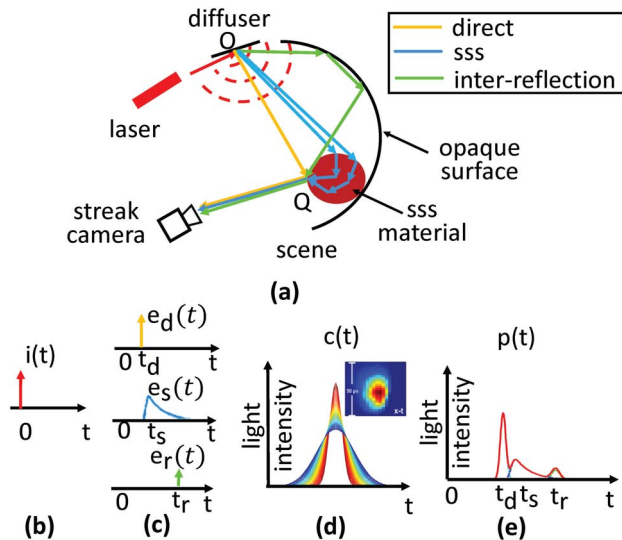 diffuser
O
direct
sss
inter-reflection
laser
opaque
surface
Q
streak
camera
sss
material
scene
(a)
i(t)
0
t
(b)
e_d(t)
0
t_d
t
e_s(t)
0
t_s
t
e_r(t)
0
t_r
t
(c)
c(t)
50 ps
x-t
light
intensity
t
(d)
p(t)
light
intensity
0
t_d t_s
t_r
t
(e)